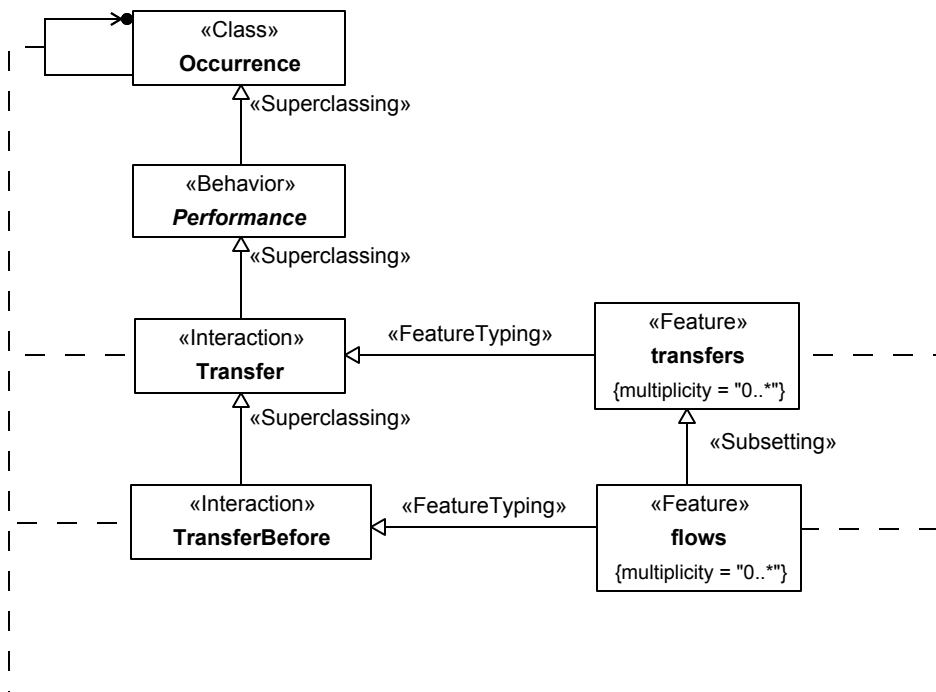 «Class»
Occurrence
«Superclassing»
«Behavior»
Performance
«Superclassing»
«Interaction»
Transfer
«FeatureTyping»
«Feature»
transfers
{multiplicity = "0..*"}
«Superclassing»
«Subsetting»
«Interaction»
TransferBefore
«FeatureTyping»
«Feature»
flows
{multiplicity = "0..*"}